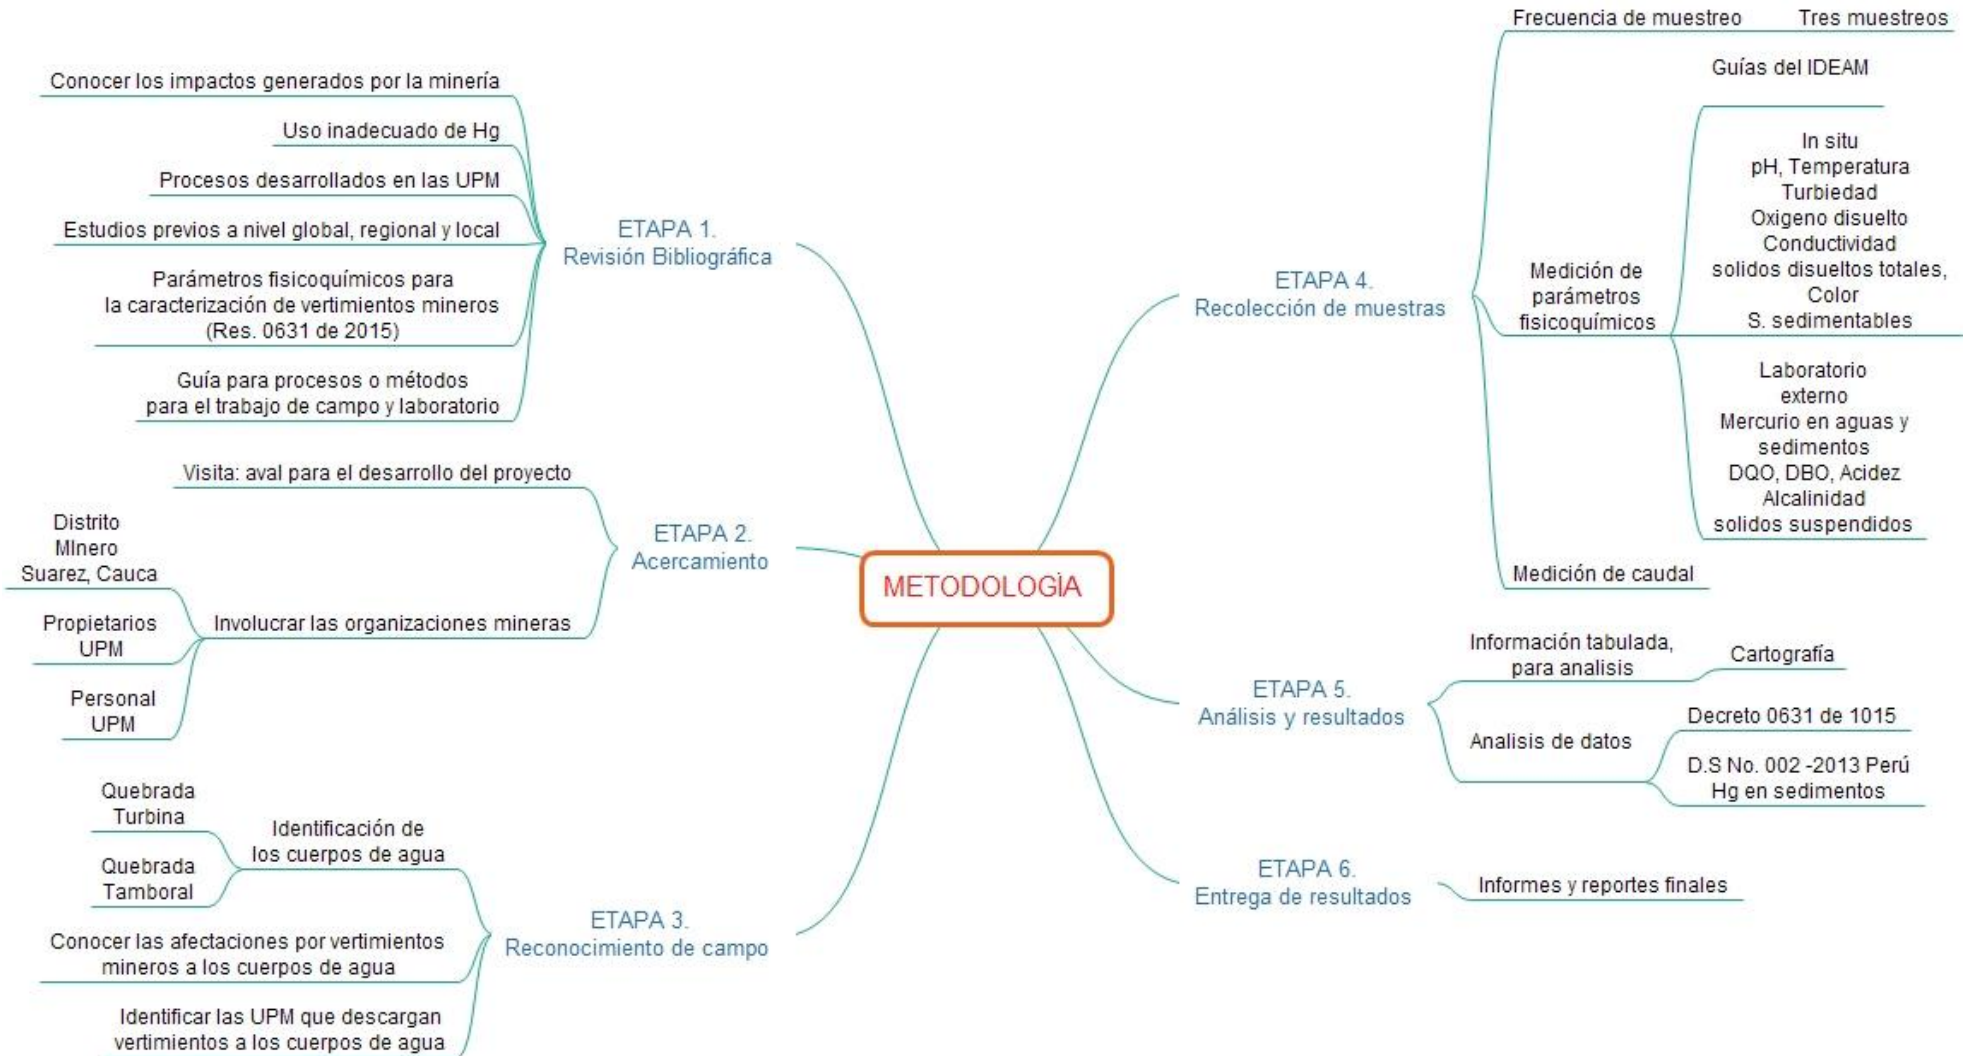 METODOLOGÌA
ETAPA 1.
Revisión Bibliográfica
Conocer los impactos generados por la minería
Uso inadecuado de Hg
Procesos desarrollados en las UPM
Estudios previos a nivel global, regional y local
Parámetros fisicoquímicos para
la caracterización de vertimientos mineros
(Res. 0631 de 2015)
Guía para procesos o métodos
para el trabajo de campo y laboratorio
ETAPA 2.
Acercamiento
Visita: aval para el desarrollo del proyecto
Involucrar las organizaciones mineras
Distrito
MInero
Suarez, Cauca
Propietarios
UPM
Personal
UPM
ETAPA 3.
Reconocimiento de campo
Identificación de
los cuerpos de agua
Quebrada
Turbina
Quebrada
Tamboral
Conocer las afectaciones por vertimientos
mineros a los cuerpos de agua
Identificar las UPM que descargan
vertimientos a los cuerpos de agua
ETAPA 4.
Recolección de muestras
Frecuencia de muestreo
Tres muestreos
Medición de
parámetros
fisicoquímicos
Guías del IDEAM
In situ
pH, Temperatura
Turbiedad
Oxigeno disuelto
Conductividad
solidos disueltos totales,
Color
S. sedimentables
Laboratorio
externo
Mercurio en aguas y
sedimentos
DQO, DBO, Acidez
Alcalinidad
solidos suspendidos
Medición de caudal
ETAPA 5.
Análisis y resultados
Información tabulada,
para analisis
Cartografía
Analisis de datos
Decreto 0631 de 1015
D.S No. 002 -2013 Perú
Hg en sedimentos
ETAPA 6.
Entrega de resultados
Informes y reportes finales